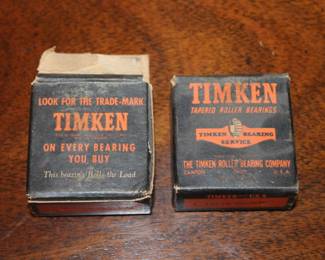 LOOK FOR THE TRADE-MARK
TIMKEN
ON EVERY BEARING
YOU BUY
This bearing Rolls the Load
TIMKEN
TAPERED ROLLER BEARINGS
TIMKEN BEARING
SERVICE
THE TIMKEN ROLLER BEARING COMPANY
CANTON U.S.A.
TIMKEN